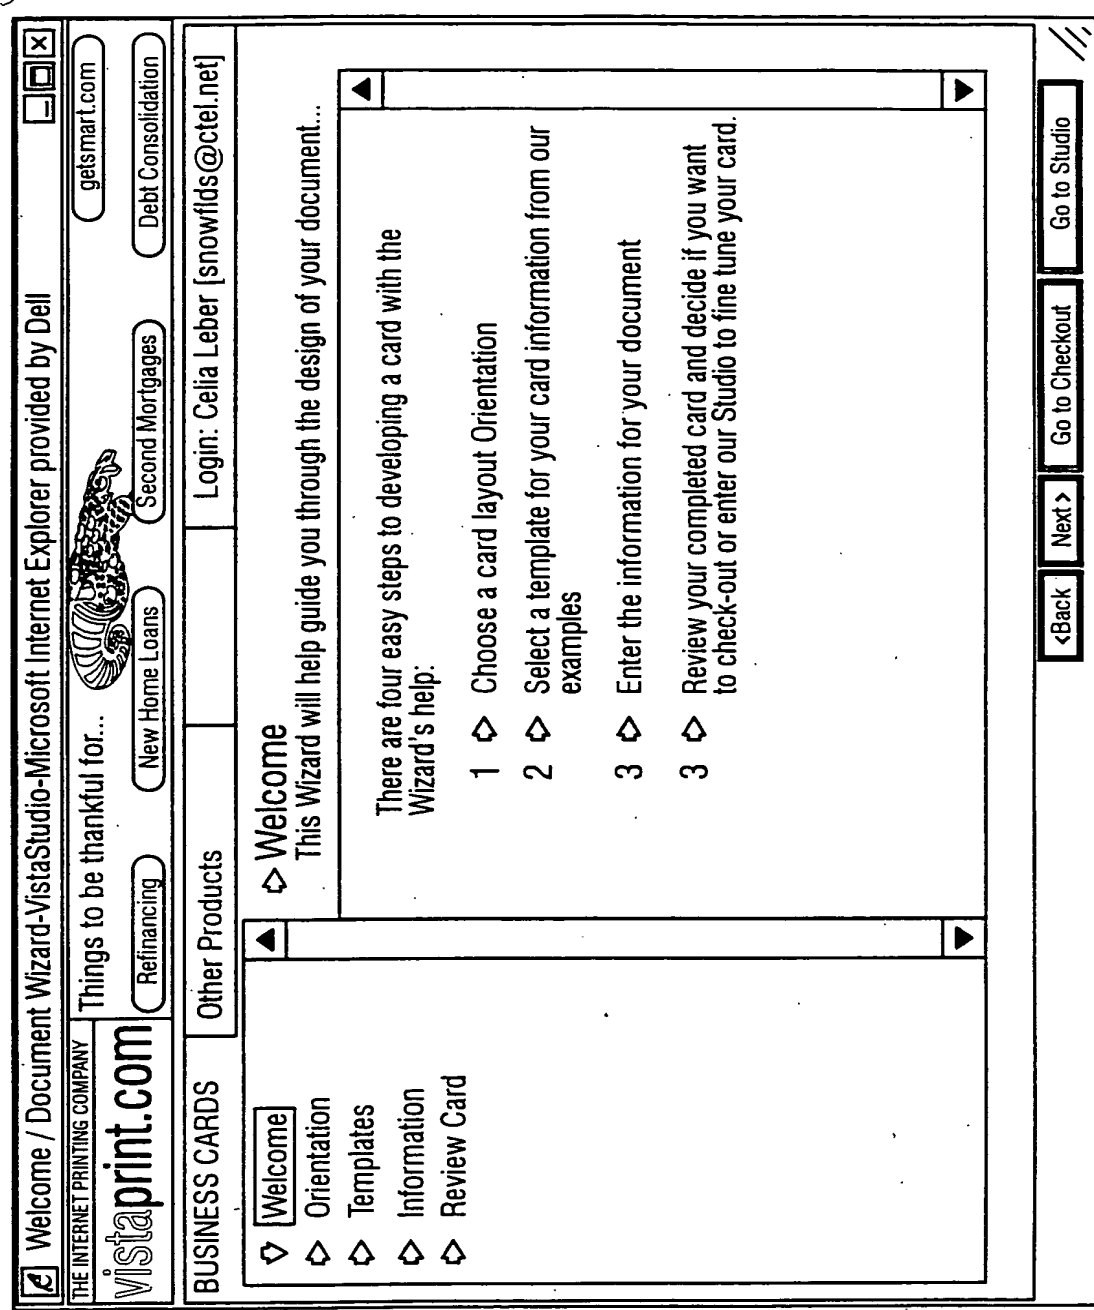 Welcome / Document Wizard-VistaStudio-Microsoft Internet Explorer provided by Dell
THE INTERNET PRINTING COMPANY
vistaprint.com
Things to be thankful for...
getsmart.com
Refinancing
New Home Loans
Second Mortgages
Debt Consolidation
BUSINESS CARDS
Other Products
Login: Celia Leber [snowflds@ctel.net]
Welcome
Orientation
Templates
Information
Review Card
Welcome
This Wizard will help guide you through the design of your document...
There are four easy steps to developing a card with the
Wizard's help:
1 Choose a card layout Orientation
2 Select a template for your card information from our
examples
3 Enter the information for your document
3 Review your completed card and decide if you want
to check-out or enter our Studio to fine tune your card.
<Back
Next >
Go to Checkout
Go to Studio